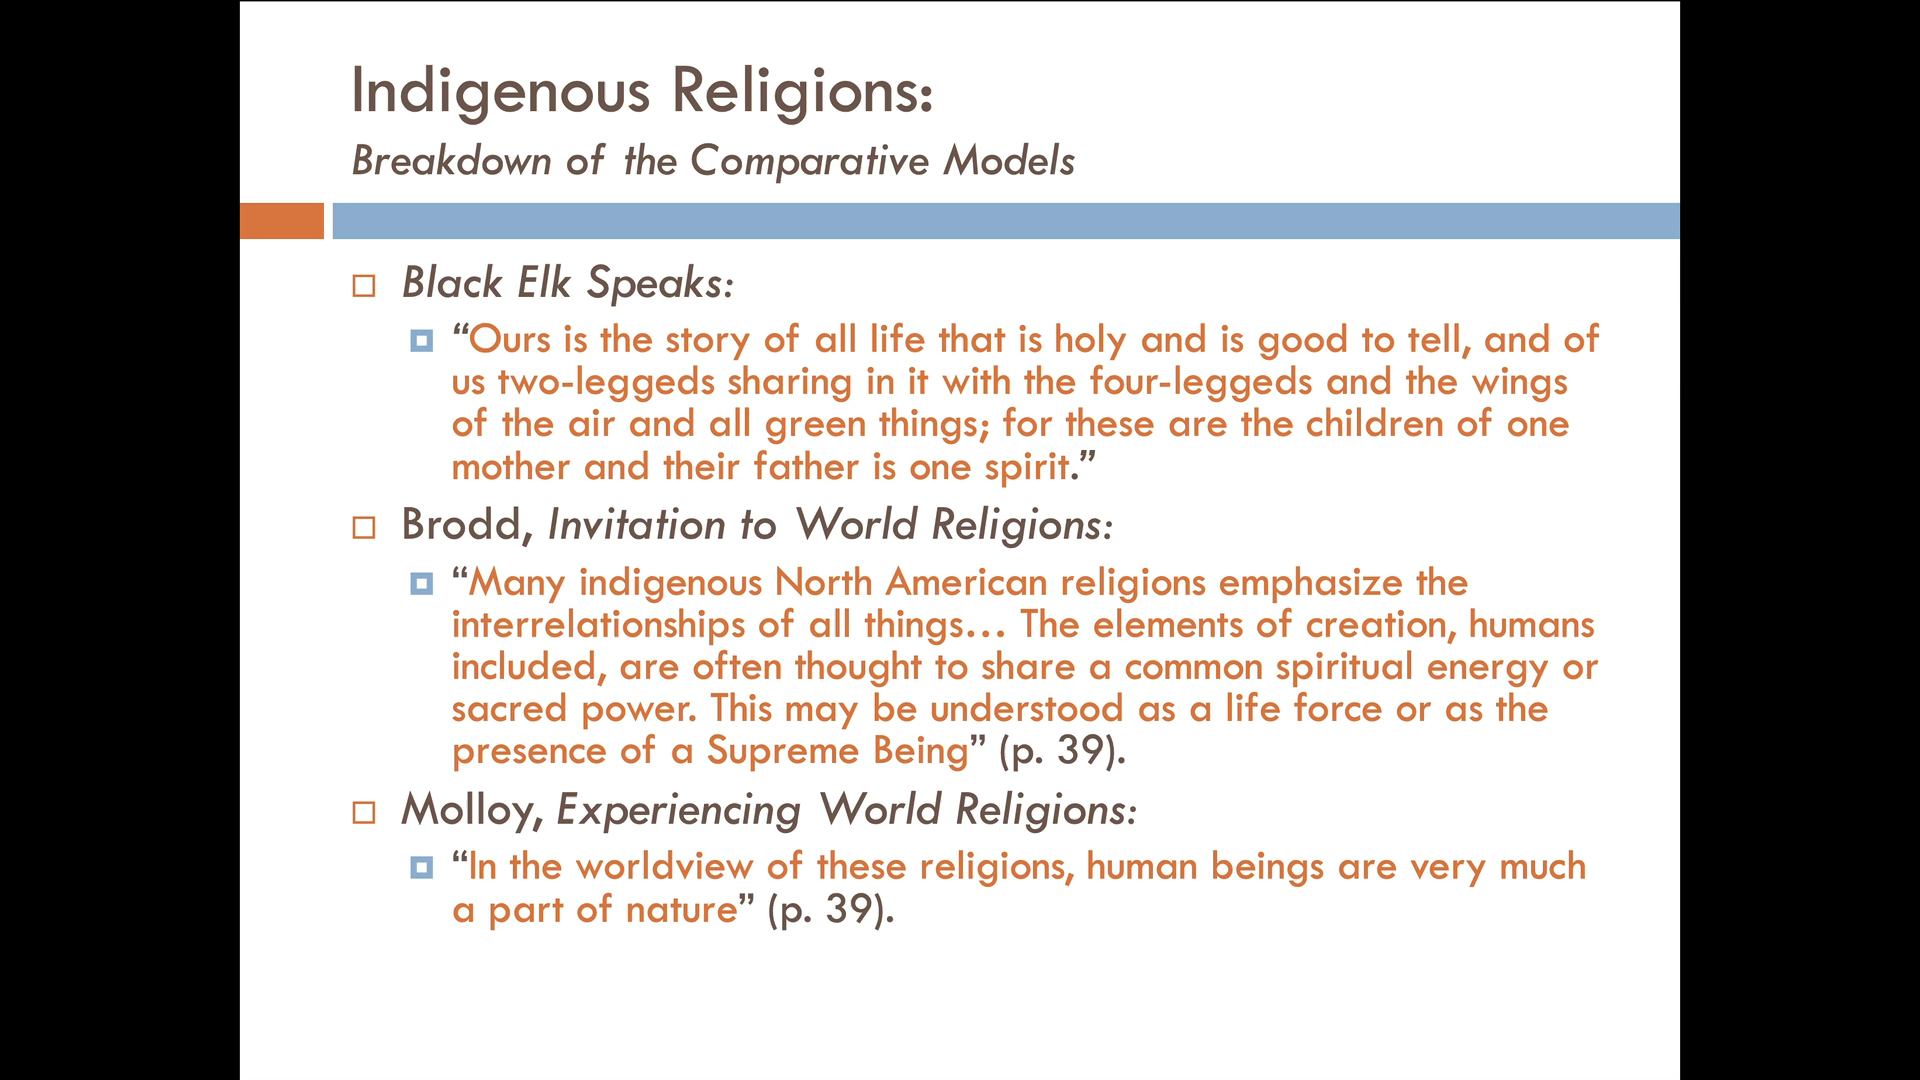 Indigenous Religions:
Breakdown of the Comparative Models
Black Elk Speaks:
“Ours is the story of all life that is holy and is good to tell, and of
us two-leggeds sharing in it with the four-leggeds and the wings
of the air and all green things; for these are the children of one
mother and their father is one spirit.”
Brodd, Invitation to World Religions:
“Many indigenous North American religions emphasize the
interrelationships of all things… The elements of creation, humans
included, are often thought to share a common spiritual energy or
sacred power. This may be understood as a life force or as the
presence of a Supreme Being” (p. 39).
Molloy, Experiencing World Religions:
“In the worldview of these religions, human beings are very much
a part of nature” (p. 39).